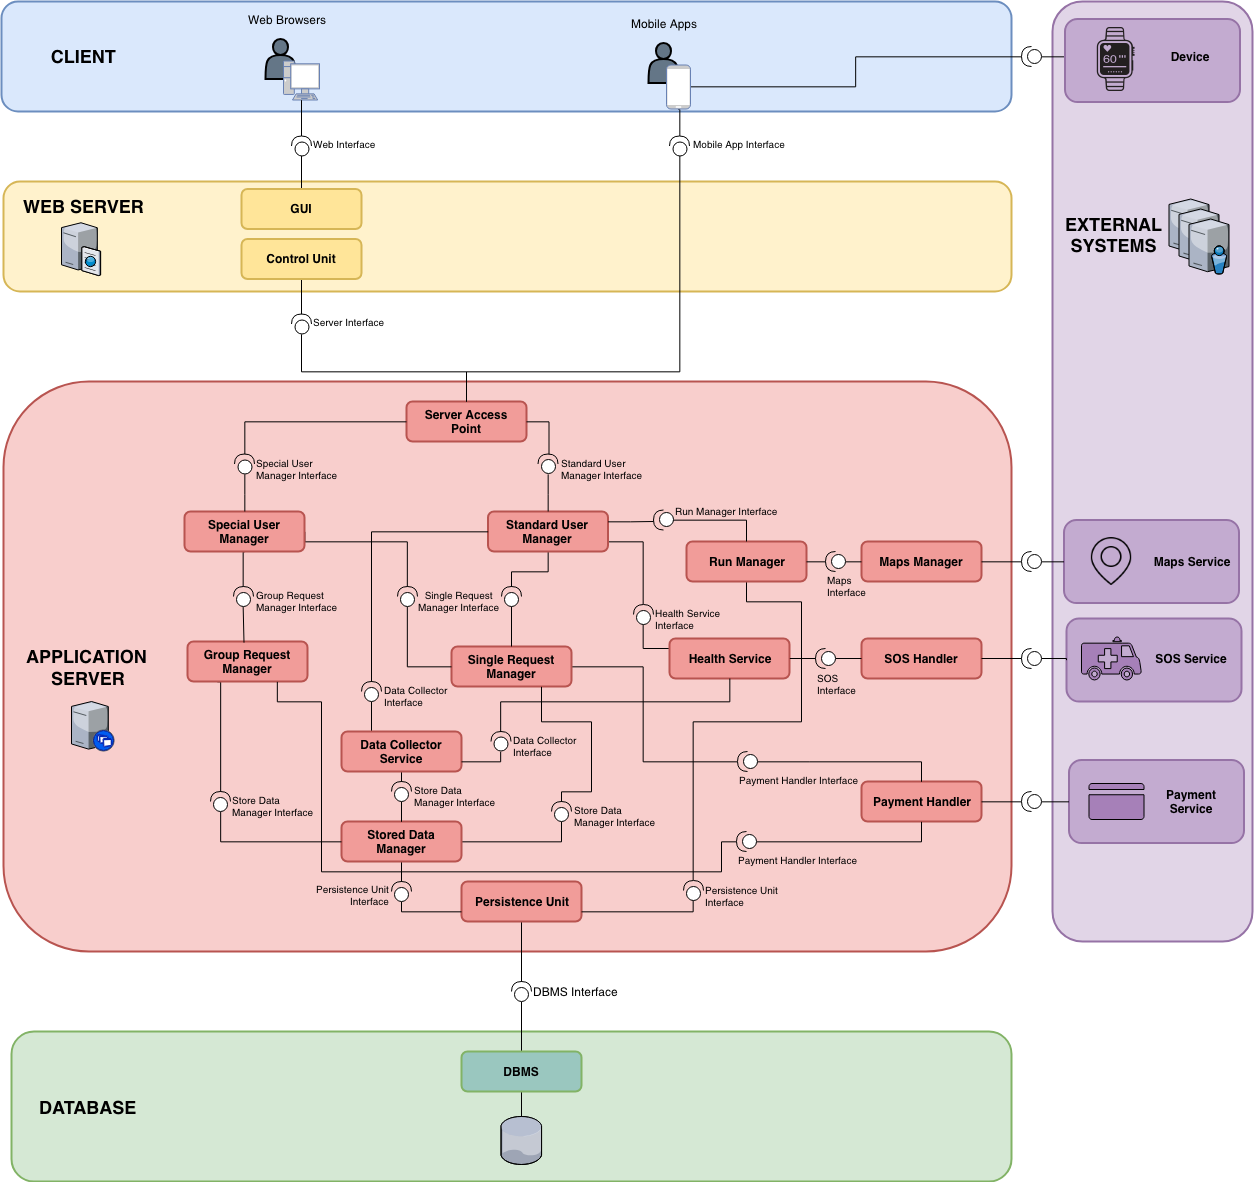 Web Browsers
Mobile Apps
CLIENT
60
Device
Web Interface
Mobile App Interface
WEB SERVER
GUI
Control Unit
EXTERNAL
SYSTEMS
Server Interface
Server Access
Point
Special User
Manager Interface
Standard User
Manager Interface
Run Manager Interface
Special User
Manager
Standard User
Manager
Run Manager
Maps Manager
Maps
Interface
Maps Service
Group Request
Manager Interface
Single Request
Manager Interface
Health Service
Interface
APPLICATION
SERVER
Group Request
Manager
Single Request
Manager
Health Service
SOS Handler
SOS
Interface
SOS Service
Data Collector
Interface
Data Collector
Service
Data Collector
Interface
Payment Handler Interface
Store Data
Manager Interface
Store Data
Manager Interface
Store Data
Manager Interface
Payment Handler
Payment
Service
Stored Data
Manager
Payment Handler Interface
Persistence Unit
Interface
Persistence Unit
Persistence Unit
Interface
DBMS Interface
DBMS
DATABASE